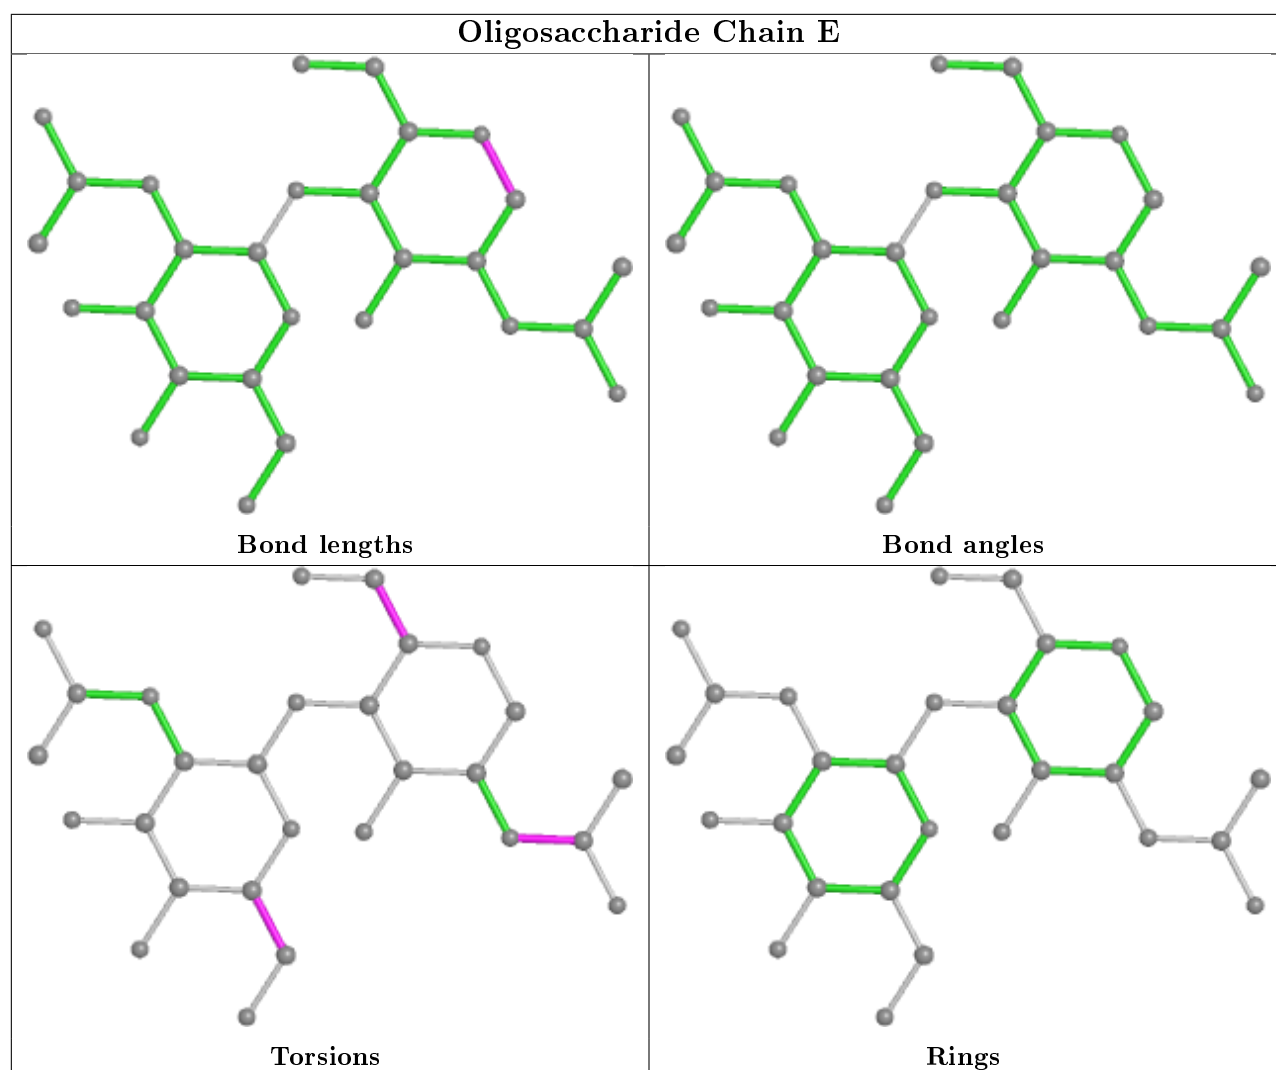 Oligosaccharide Chain E
Bond lengths
Bond angles
Torsions
Rings